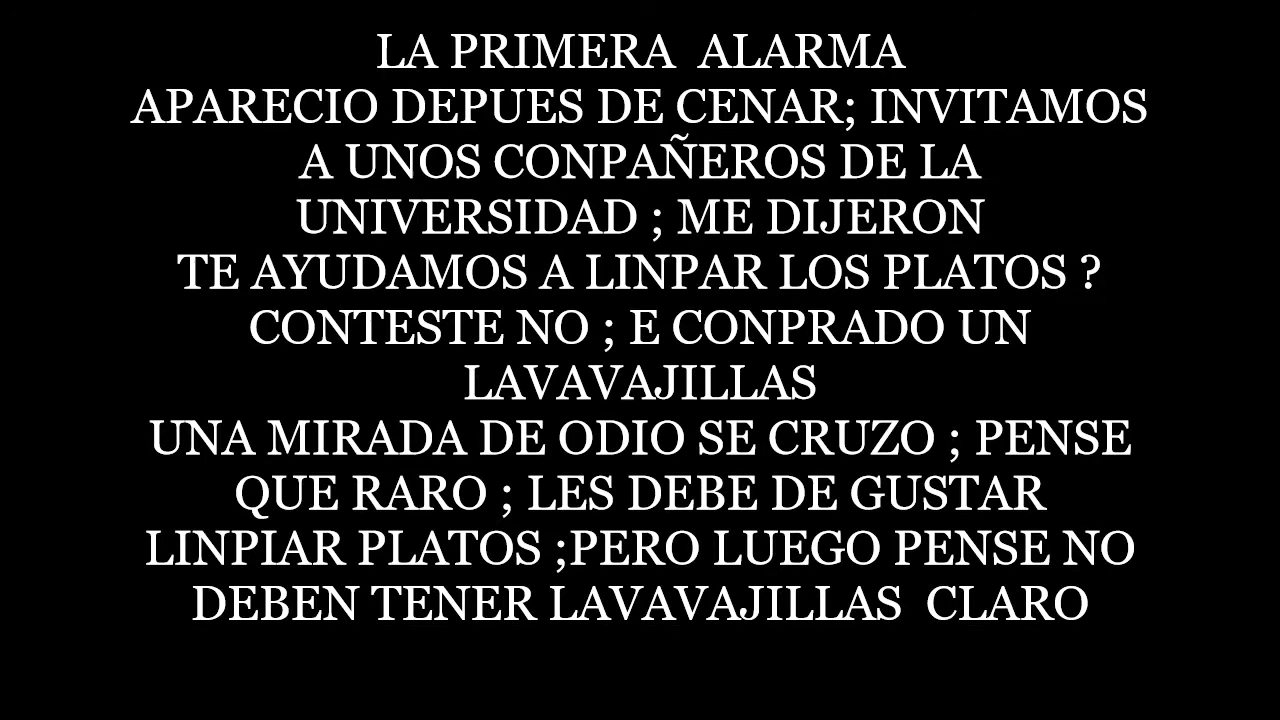 LA PRIMERA  ALARMA
APARECIO DEPUES DE CENAR; INVITAMOS
A UNOS CONPAÑEROS DE LA
UNIVERSIDAD ; ME DIJERON
TE AYUDAMOS A LINPAR LOS PLATOS ?
CONTESTE NO ; E CONPRADO UN
LAVAVAJILLAS
UNA MIRADA DE ODIO SE CRUZO ; PENSE
QUE RARO ; LES DEBE DE GUSTAR
LINPIAR PLATOS ;PERO LUEGO PENSE NO
DEBEN TENER LAVAVAJILLAS  CLARO